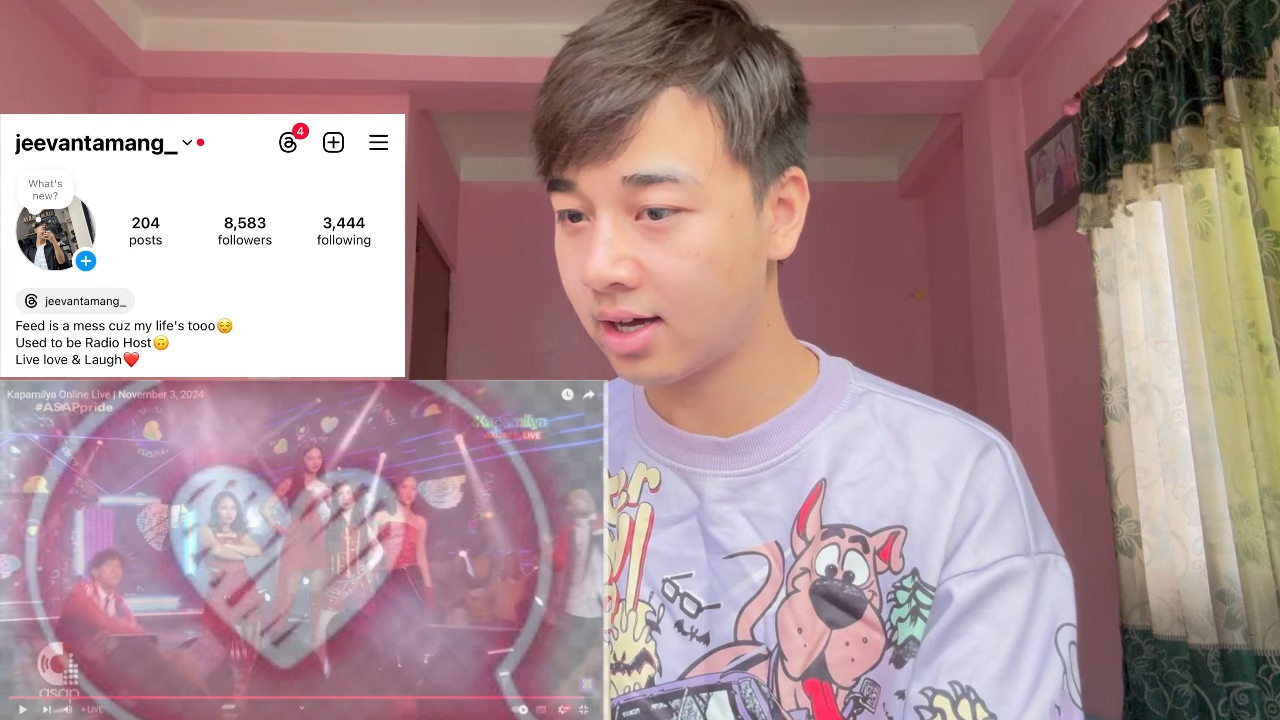 jeevantamang_
4
What's
new?
204
posts
8,583
followers
3,444
following
jeevantamang_
Feed is a mess cuz my life's tooo😌
Used to be Radio Host🙃
Live love & Laugh❤️
Kapamilya Online Live | November 3, 2024
#ASAPpride
Kapamilya
LIVE
asap
LIVE